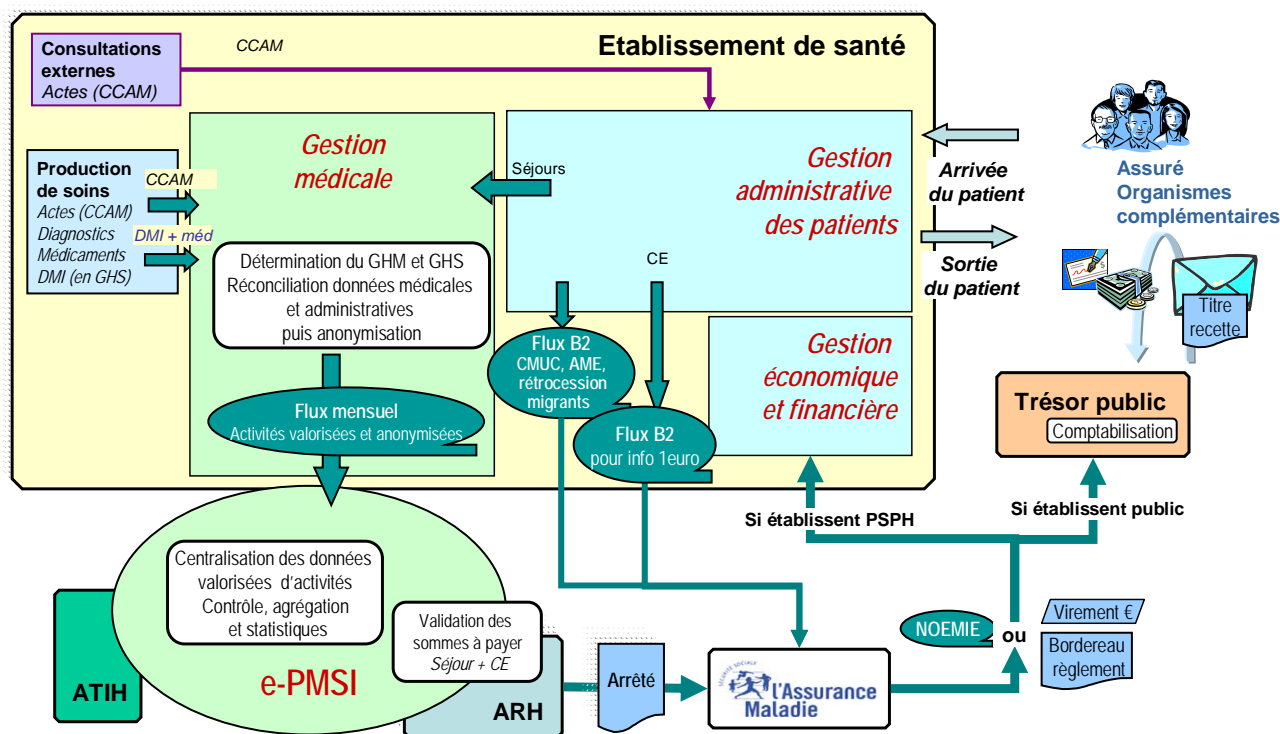 Etablissement de santé
Consultations
externes
Actes (CCAM)
CCAM
Production
de soins
Actes (CCAM)
Diagnostics
Médicaments
DMI (en GHS)
CCAM
DMI + méd
Gestion
médicale
Séjours
Gestion
administrative
des patients
Arrivée
du patient
Sortie
du patient
Assuré
Organismes
complémentaires
Titre
recette
Détermination du GHM et GHS
Réconciliation données médicales
et administratives
puis anonymisation
CE
Flux B2
CMUC, AME,
rétrocession
migrants
Gestion
économique
et financière
Flux mensuel
Activités valorisées et anonymisées
Flux B2
pour info 1euro
Trésor public
Comptabilisation
Si établissent PSPH
Si établissent public
Centralisation des données
valorisées d'activités
Contrôle, agrégation
et statistiques
Validation des
sommes à payer
Séjour + CE
e-PMSI
ATIH
ARH
Arrêté
SÉCURITÉ SOCIALE
l'Assurance
Maladie
NOEMIE
ou
Virement €
Bordereau
règlement